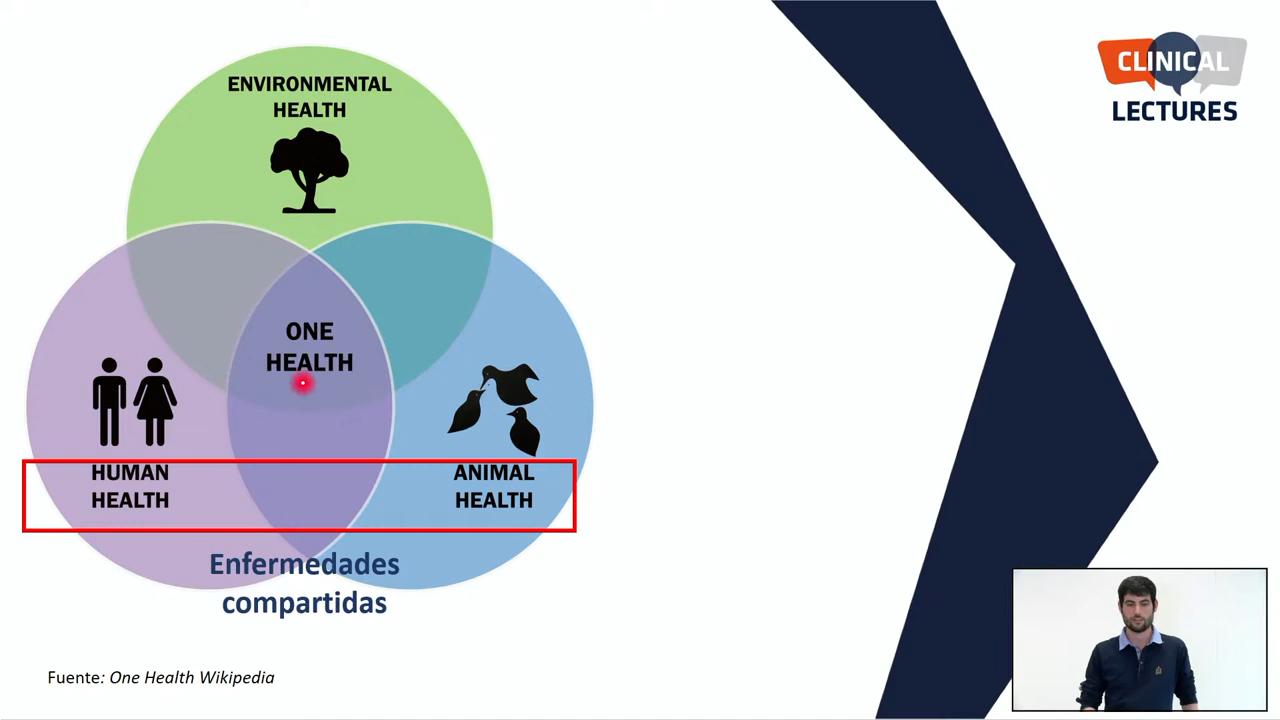 ENVIRONMENTAL
HEALTH
CLINICAL
LECTURES
ONE
HEALTH
HUMAN
HEALTH
ANIMAL
HEALTH
Enfermedades
compartidas
Fuente: One Health Wikipedia